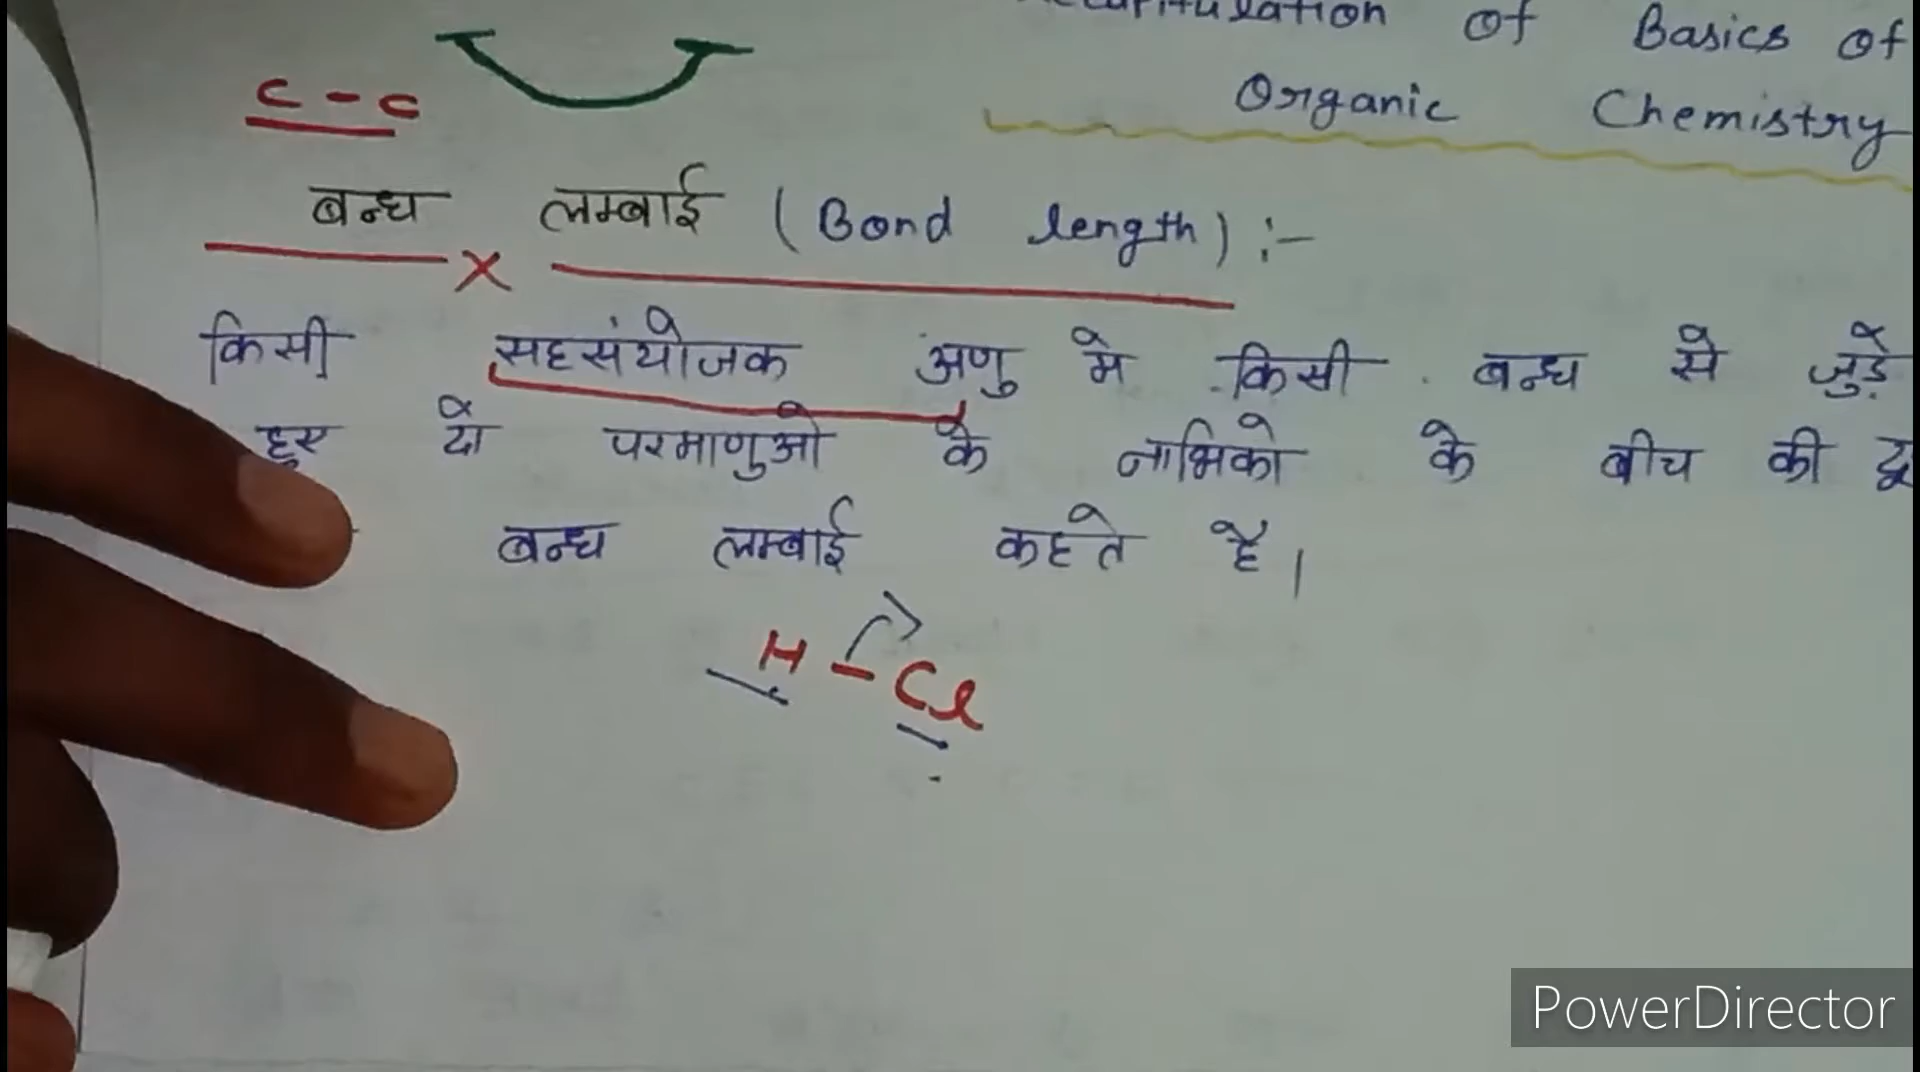 of Basics of
Organic Chemistry
C - C
बन्ध लम्बाई (Bond length) :-
किसी सहसंयोजक अणु मे किसी बन्ध से जुड़े
हुए दो परमाणुओ के नाभिको के बीच की
बन्ध लम्बाई कहते है।
H - Cl
PowerDirector